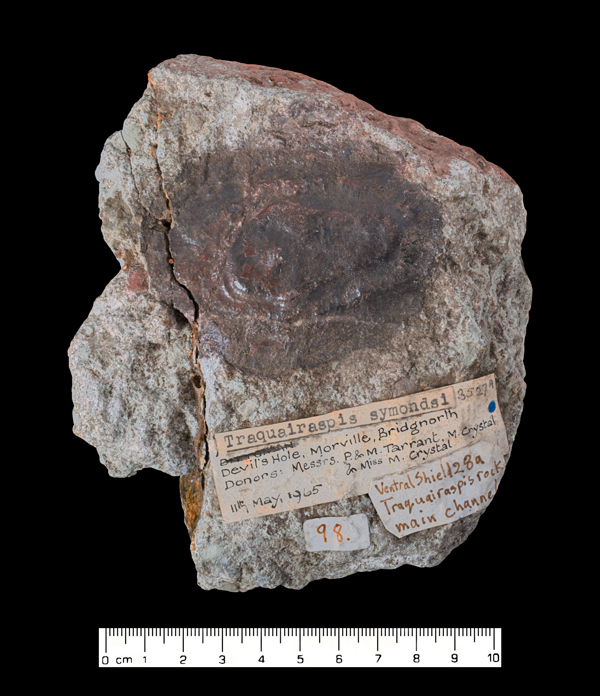 Traquairaspis symondsi 35279
Devil's Hole, Morville, Bridgnorth
Donors: Messrs. P. & M. Tarrant, M. Crystal
& Miss M. Crystal
11th May, 1965
Ventral Shield 28a
Traquairaspis rock
main channel
98.
0 cm 1 2 3 4 5 6 7 8 9 10